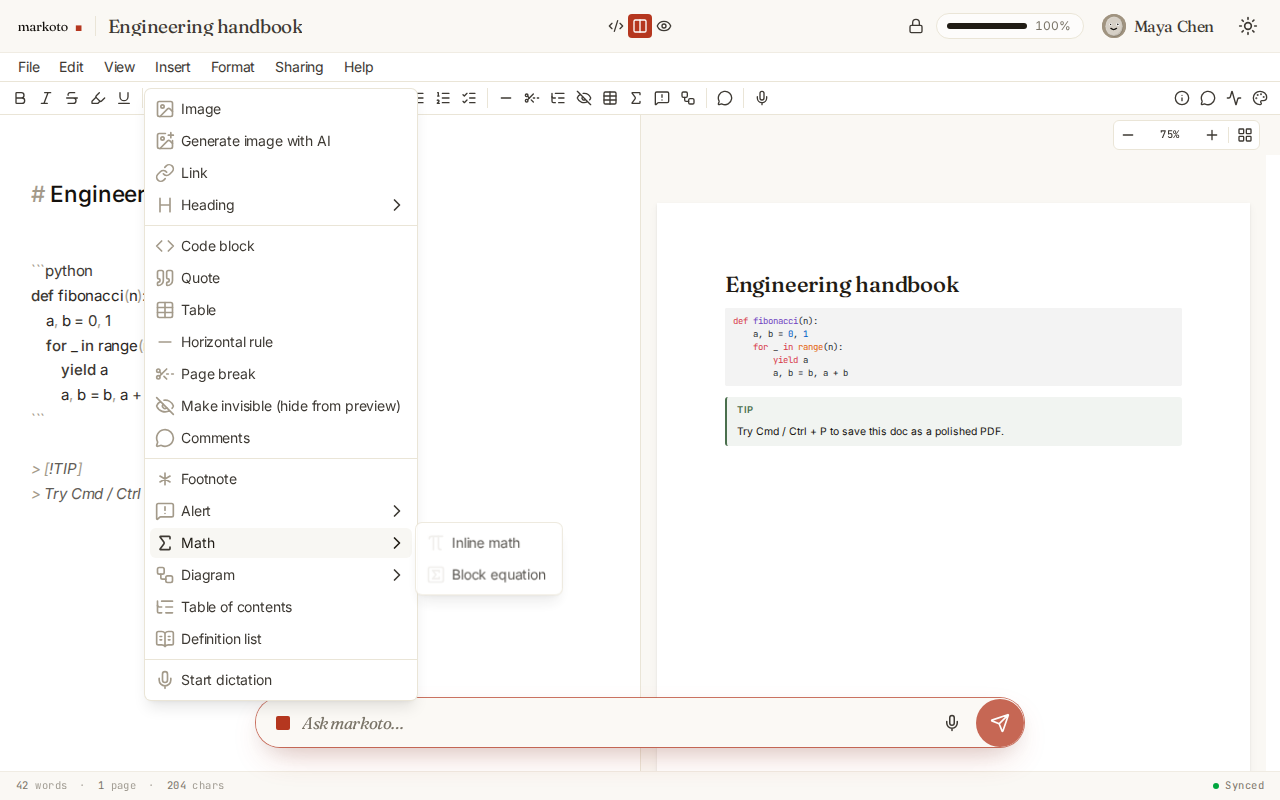 markoto
Engineering handbook
100%
Maya Chen
File Edit View Insert Format Sharing Help
75%
Image
Generate image with AI
Link
Heading
Code block
Quote
Table
Horizontal rule
Page break
Make invisible (hide from preview)
Comments
Footnote
Alert
Math
Diagram
Table of contents
Definition list
Start dictation
Inline math
Block equation
# Engineer
```python
def fibonacci(n):
a, b = 0, 1
for _ in range(
yield a
a, b = b, a +
```
> [!TIP]
> Try Cmd / Ctrl
Engineering handbook
def fibonacci(n):
a, b = 0, 1
for _ in range(n):
yield a
a, b = b, a + b
TIP
Try Cmd / Ctrl + P to save this doc as a polished PDF.
Ask markoto...
42 words · 1 page · 204 chars
Synced